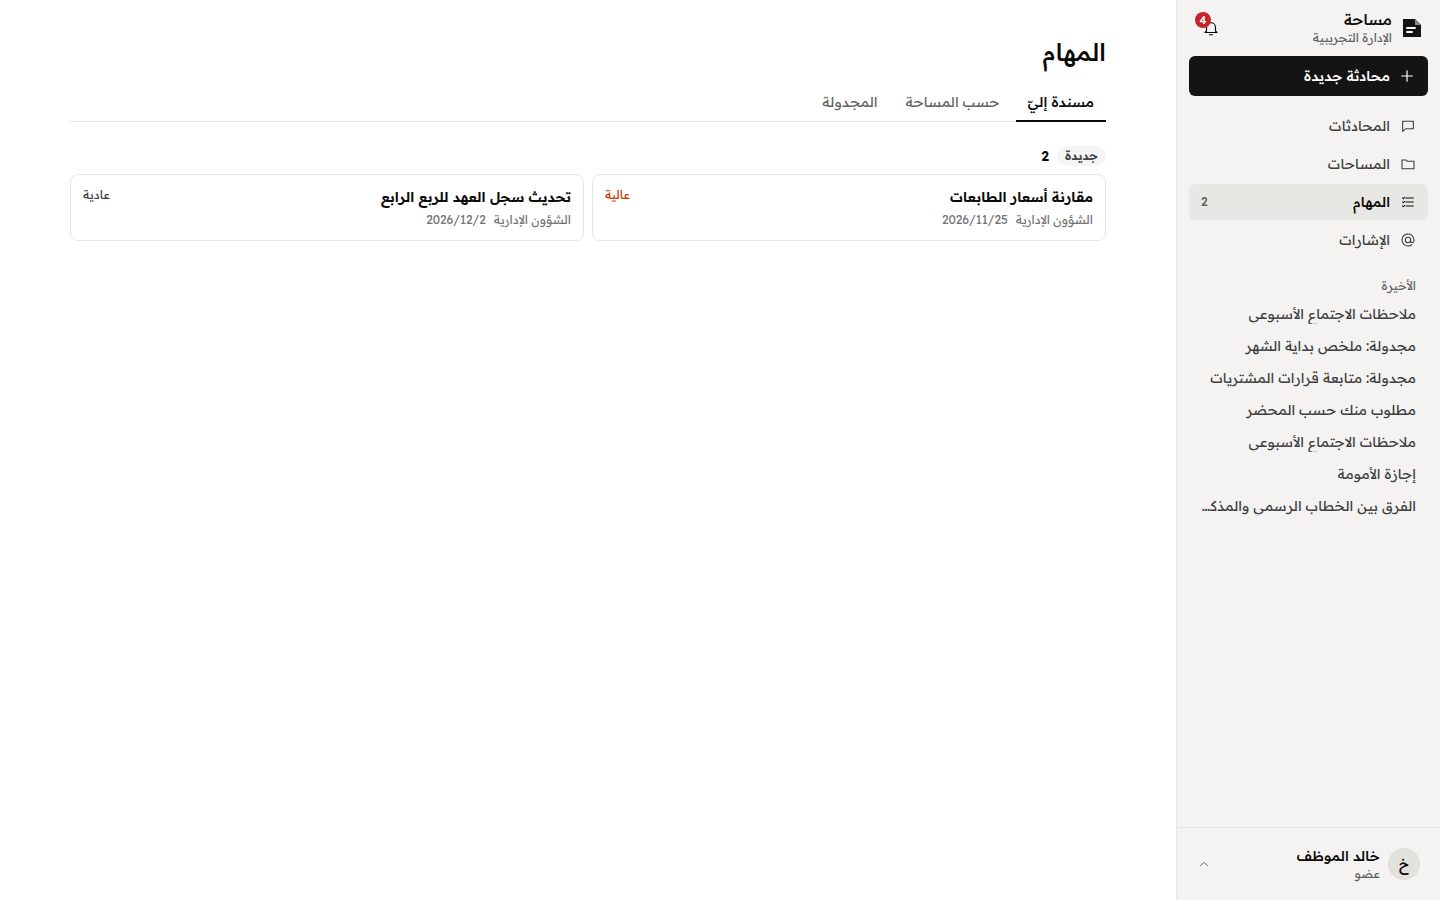 مساحة
الإدارة التجريبية
4
محادثة جديدة
المحادثات
المساحات
المهام 2
الإشارات
الأخيرة
ملاحظات الاجتماع الأسبوعي
مجدولة: ملخص بداية الشهر
مجدولة: متابعة قرارات المشتريات
مطلوب منك حسب المحضر
ملاحظات الاجتماع الأسبوعي
إجازة الأمومة
الفرق بين الخطاب الرسمي والمذك...
خالد الموظف
عضو
خ
المهام
مسندة إليّ حسب المساحة المجدولة
جديدة 2
مقارنة أسعار الطابعات عالية
الشؤون الإدارية 2026/11/25
تحديث سجل العهد للربع الرابع عادية
الشؤون الإدارية 2026/12/2